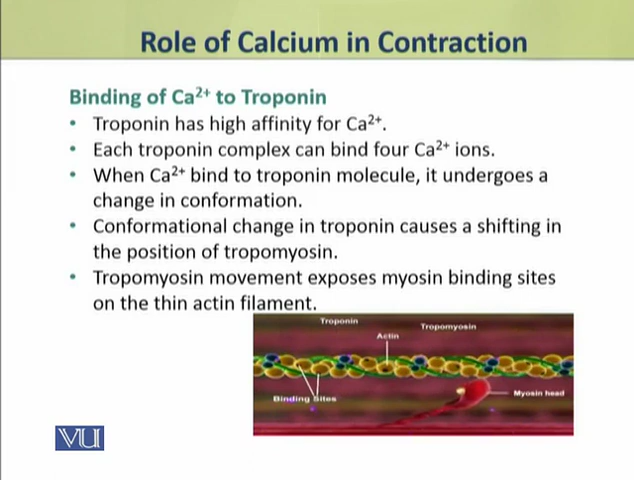 Role of Calcium in Contraction
Binding of Ca²⁺ to Troponin
• Troponin has high affinity for Ca²⁺.
• Each troponin complex can bind four Ca²⁺ ions.
• When Ca²⁺ bind to troponin molecule, it undergoes a
change in conformation.
• Conformational change in troponin causes a shifting in
the position of tropomyosin.
• Tropomyosin movement exposes myosin binding sites
on the thin actin filament.
Troponin
Tropomyosin
Actin
Binding Sites
Myosin head
VU